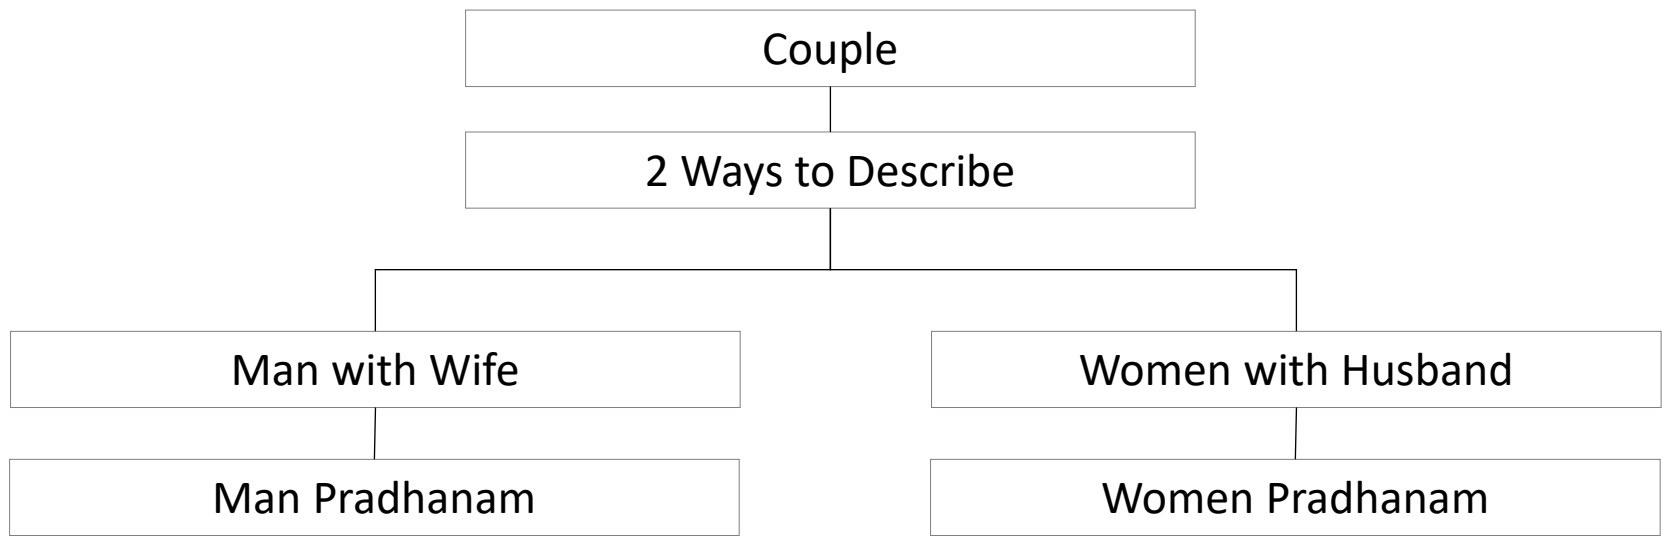 Couple
2 Ways to Describe
Man with Wife
Women with Husband
Man Pradhanam
Women Pradhanam